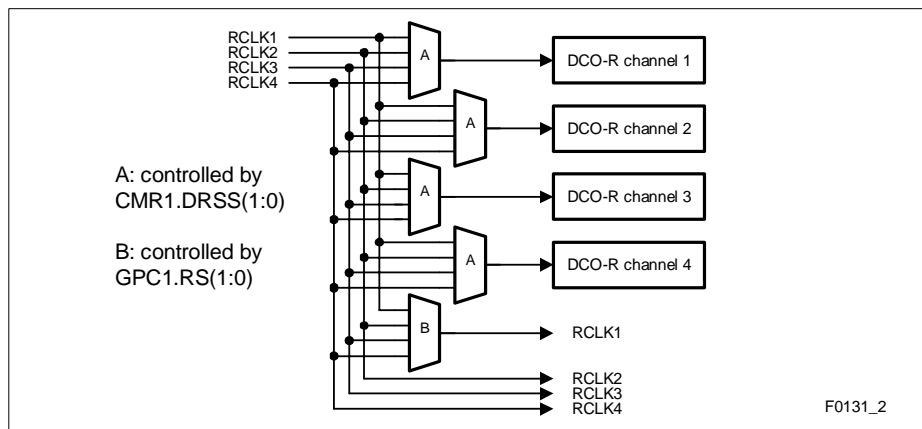 RCLK1
RCLK2
RCLK3
RCLK4
A
DCO-R channel 1
A
DCO-R channel 2
A: controlled by
CMR1.DRSS(1:0)
A
DCO-R channel 3
B: controlled by
GPC1.RS(1:0)
A
DCO-R channel 4
B
RCLK1
RCLK2
RCLK3
RCLK4
F0131_2